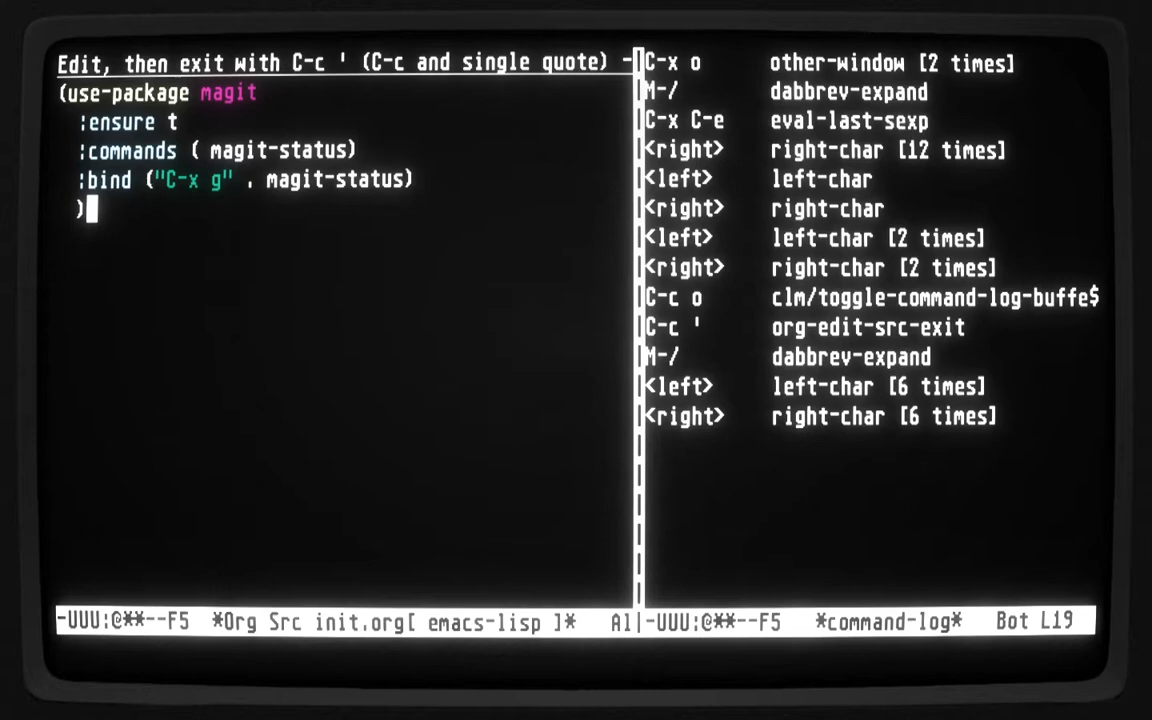 Edit, then exit with C-c ' (C-c and single quote) -
(use-package magit
:ensure t
:commands ( magit-status)
:bind ("C-x g" . magit-status)
)
-UUU:@**--F5 *Org Src init.org[ emacs-lisp ]* Al
C-x o other-window [2 times]
M-/ dabbrev-expand
C-x C-e eval-last-sexp
<right> right-char [12 times]
<left> left-char
<right> right-char
<left> left-char [2 times]
<right> right-char [2 times]
C-c o clm/toggle-command-log-buffe$
C-c ' org-edit-src-exit
M-/ dabbrev-expand
<left> left-char [6 times]
<right> right-char [6 times]
-UUU:@**--F5 *command-log* Bot L19